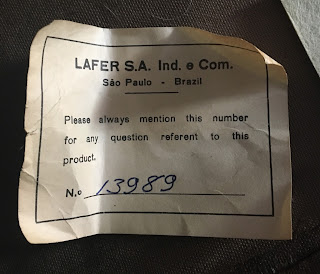 LAFER S.A. Ind. e Com.
São Paulo - Brazil
Please always mention this number
for any question referent to this
product.
N.o 13989